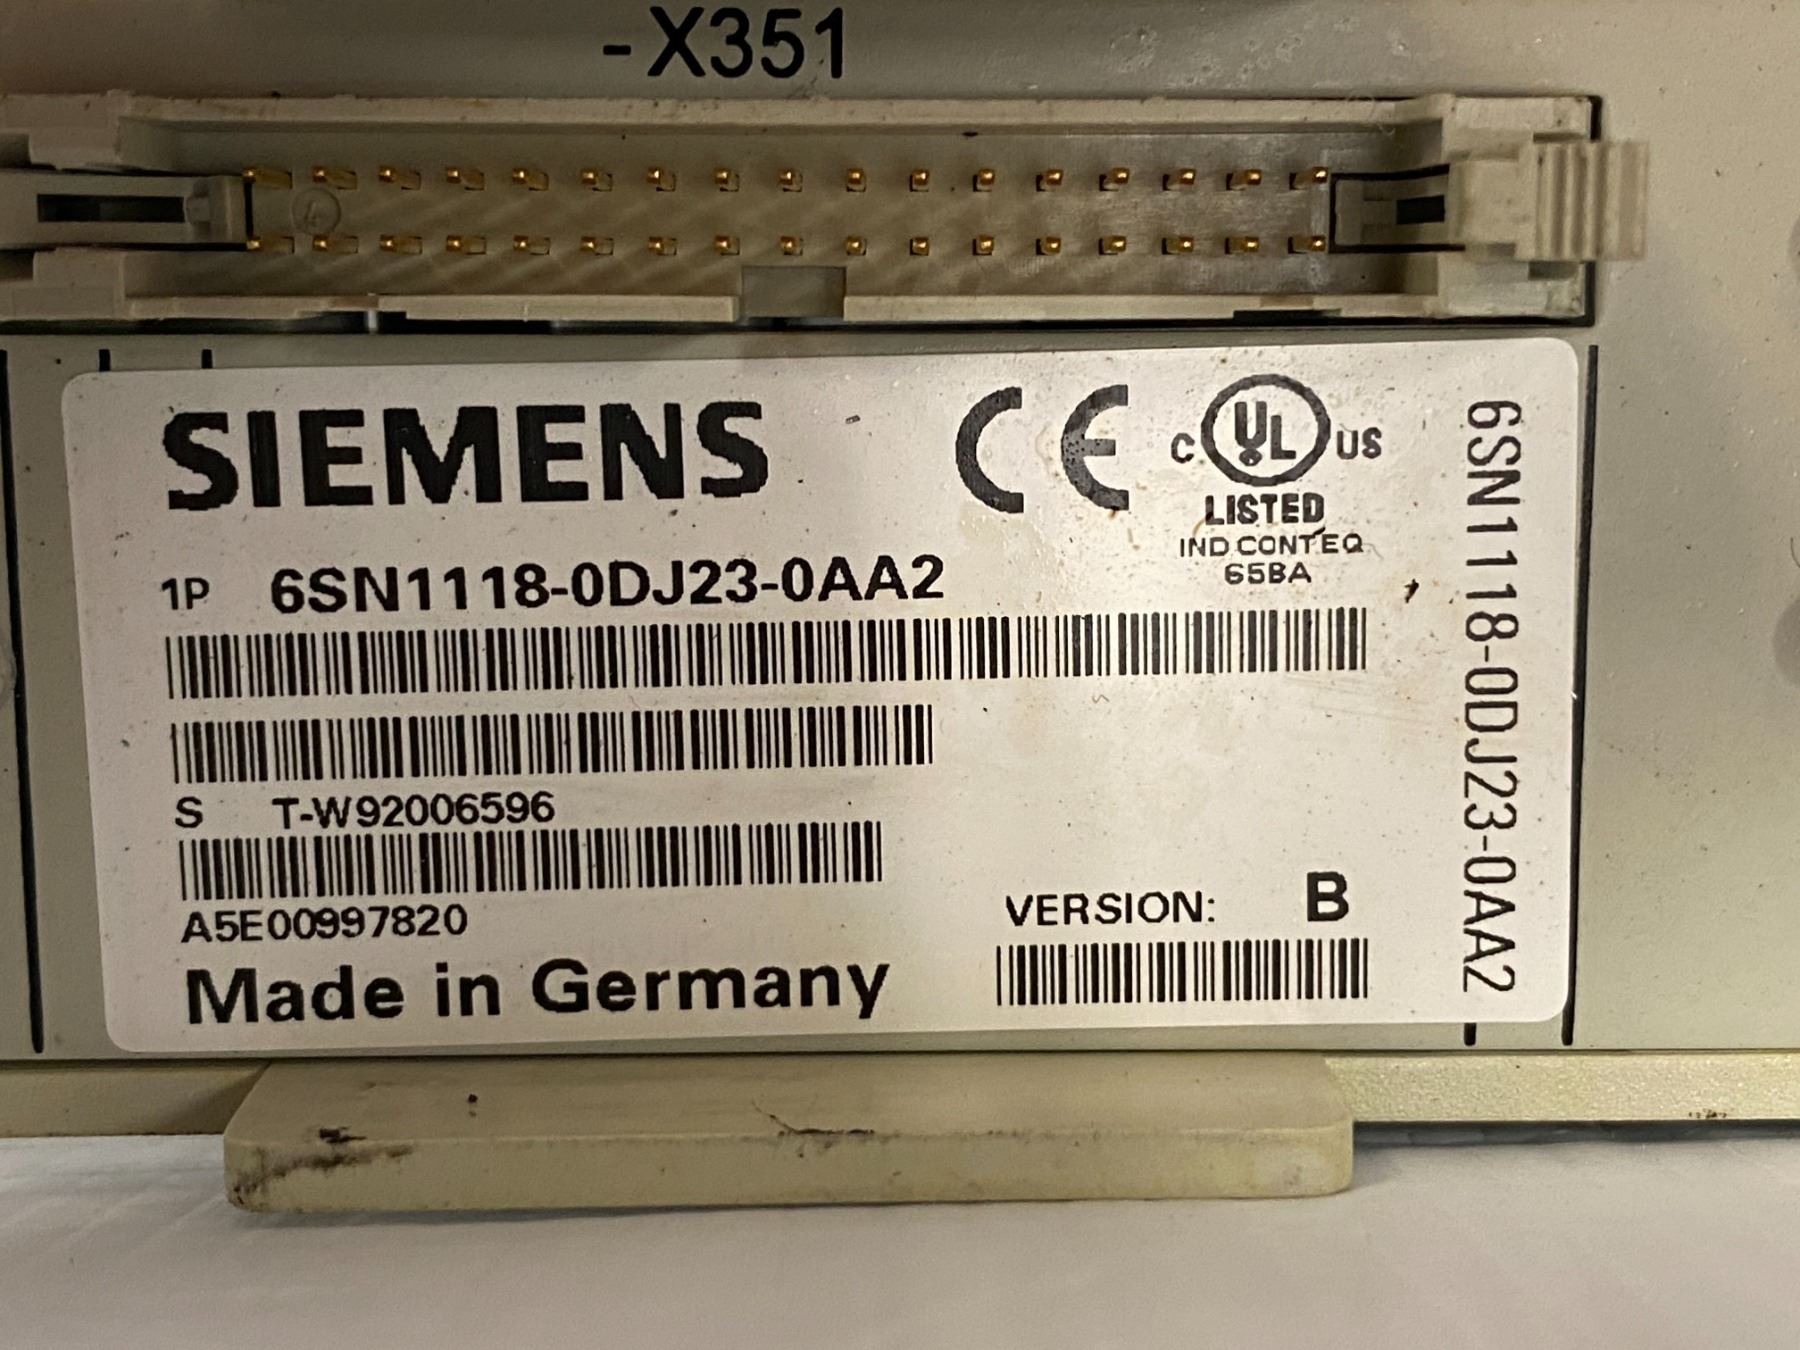 -X351
SIEMENS
CE
C UL US
LISTED
IND CONT EQ
65BA
1P 6SN1118-0DJ23-0AA2
S T-W92006596
A5E00997820
VERSION: B
Made in Germany
6SN1118-0DJ23-0AA2